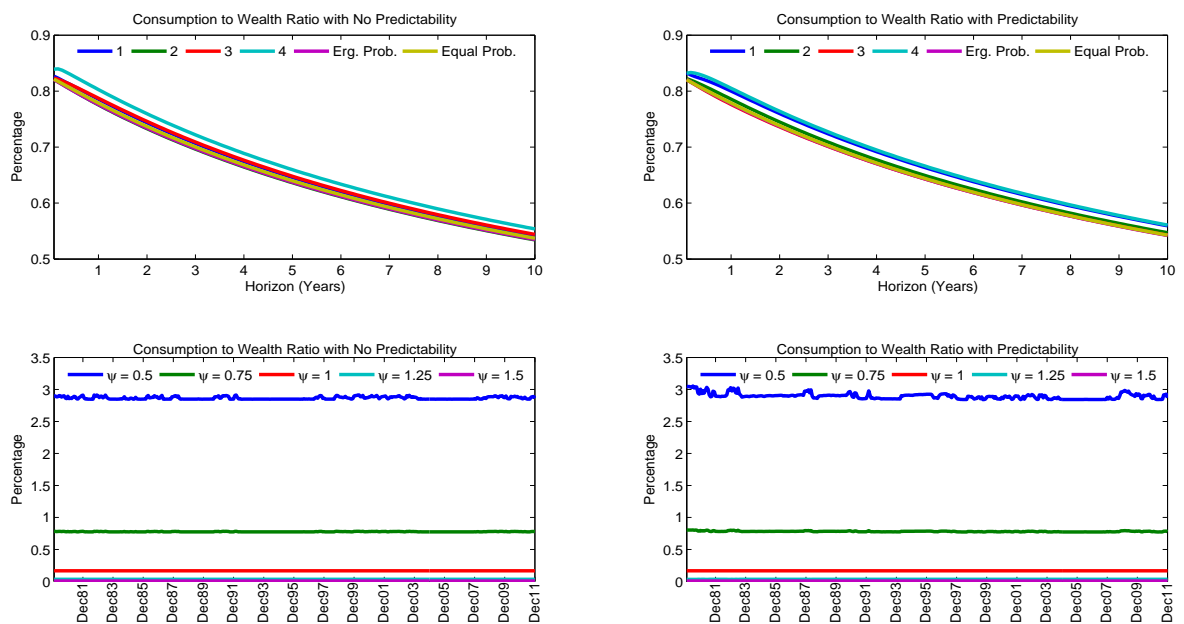 Consumption to Wealth Ratio with No Predictability
0.9
1 2 3 4 Erg. Prob. Equal Prob.
0.8
0.7
0.6
0.5
Percentage
1 2 3 4 5 6 7 8 9 10
Horizon (Years)
Consumption to Wealth Ratio with Predictability
0.9
1 2 3 4 Erg. Prob. Equal Prob.
0.8
0.7
0.6
0.5
Percentage
1 2 3 4 5 6 7 8 9 10
Horizon (Years)
Consumption to Wealth Ratio with No Predictability
3.5
ψ = 0.5 ψ = 0.75 ψ = 1 ψ = 1.25 ψ = 1.5
3
2.5
2
1.5
1
0.5
0
Percentage
Dec81 Dec83 Dec85 Dec87 Dec89 Dec91 Dec93 Dec95 Dec97 Dec99 Dec01 Dec03 Dec05 Dec07 Dec09 Dec11
Consumption to Wealth Ratio with Predictability
3.5
ψ = 0.5 ψ = 0.75 ψ = 1 ψ = 1.25 ψ = 1.5
3
2.5
2
1.5
1
0.5
0
Percentage
Dec81 Dec83 Dec85 Dec87 Dec89 Dec91 Dec93 Dec95 Dec97 Dec99 Dec01 Dec03 Dec05 Dec07 Dec09 Dec11